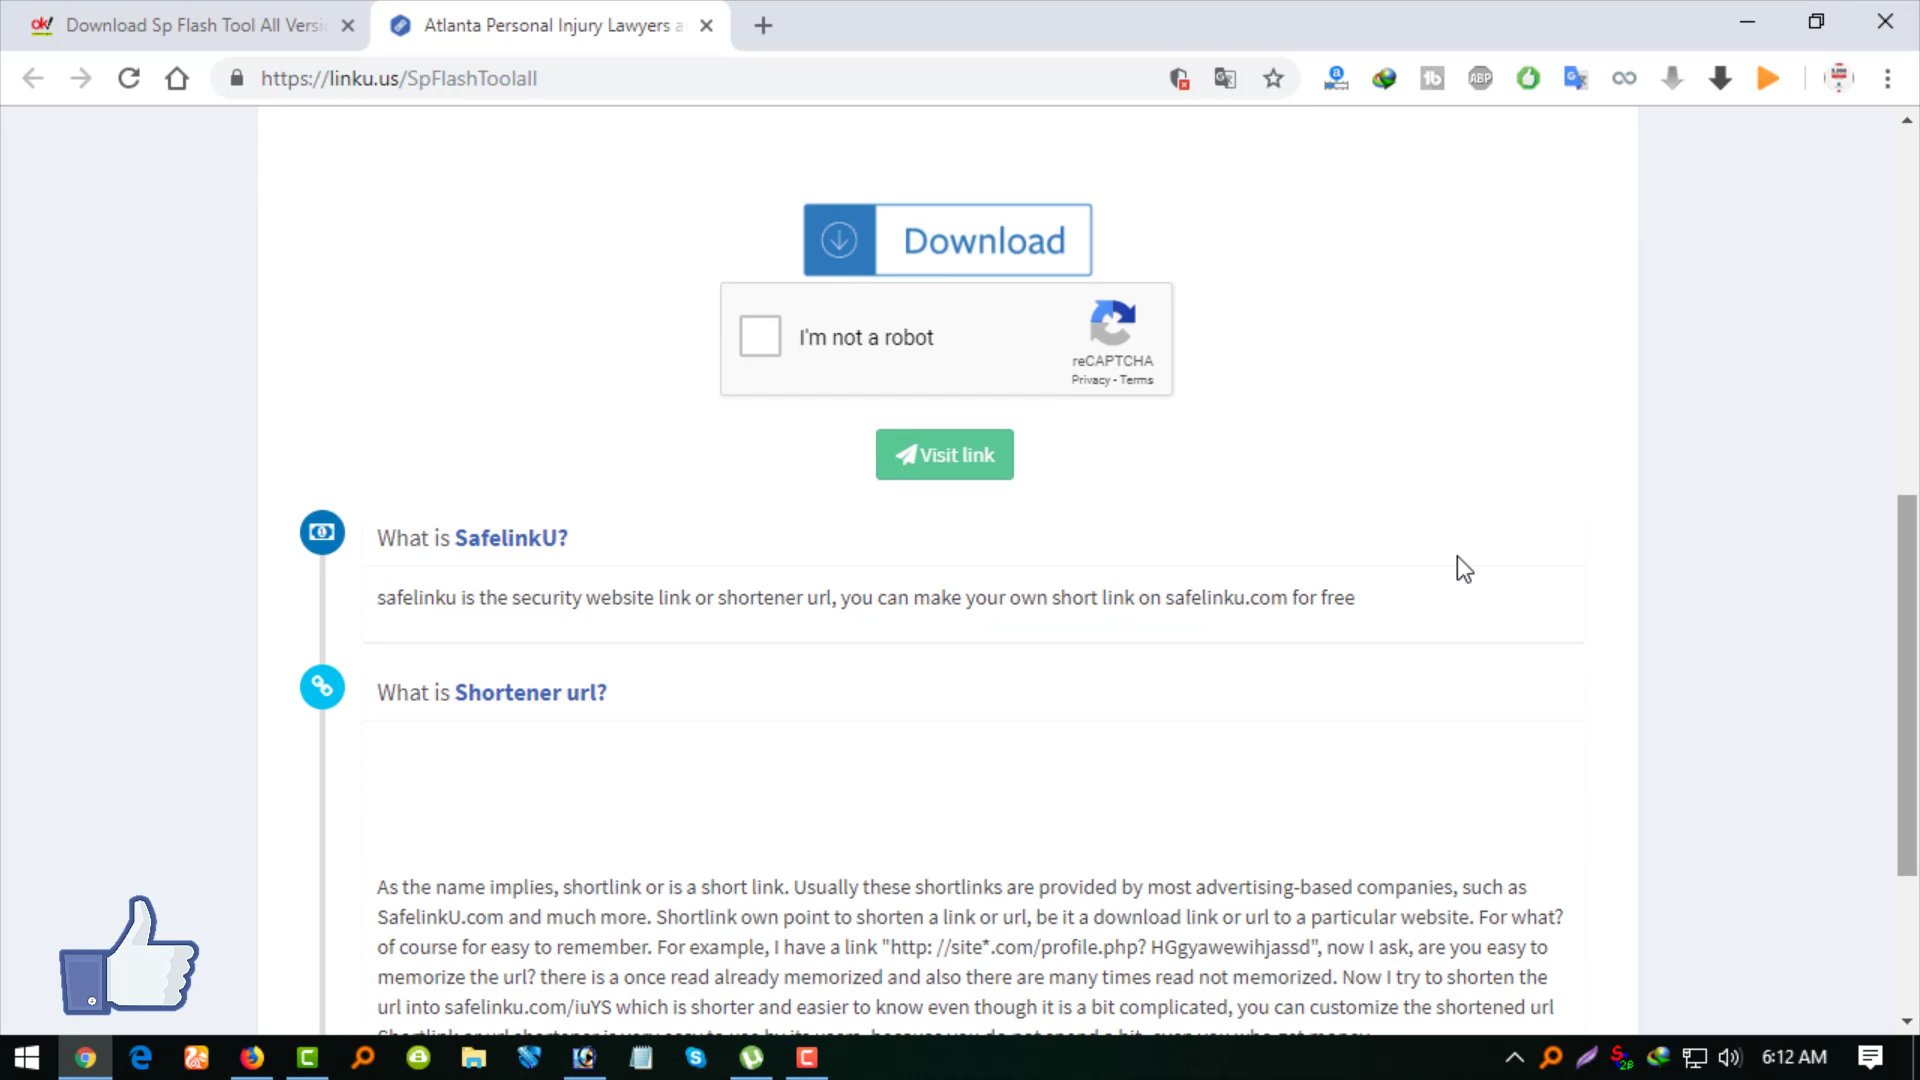 ok!
Download Sp Flash Tool All Versi
Atlanta Personal Injury Lawyers a
https://linku.us/SpFlashToolall
a
1b
ABP
Download
I'm not a robot
reCAPTCHA
Privacy - Terms
Visit link
What is SafelinkU?
safelinku is the security website link or shortener url, you can make your own short link on safelinku.com for free
What is Shortener url?
As the name implies, shortlink or is a short link. Usually these shortlinks are provided by most advertising-based companies, such as
SafelinkU.com and much more. Shortlink own point to shorten a link or url, be it a download link or url to a particular website. For what?
of course for easy to remember. For example, I have a link "http: //site*.com/profile.php? HGgyawewihjassd", now I ask, are you easy to
memorize the url? there is a once read already memorized and also there are many times read not memorized. Now I try to shorten the
url into safelinku.com/iuYS which is shorter and easier to know even though it is a bit complicated, you can customize the shortened url
6:12 AM